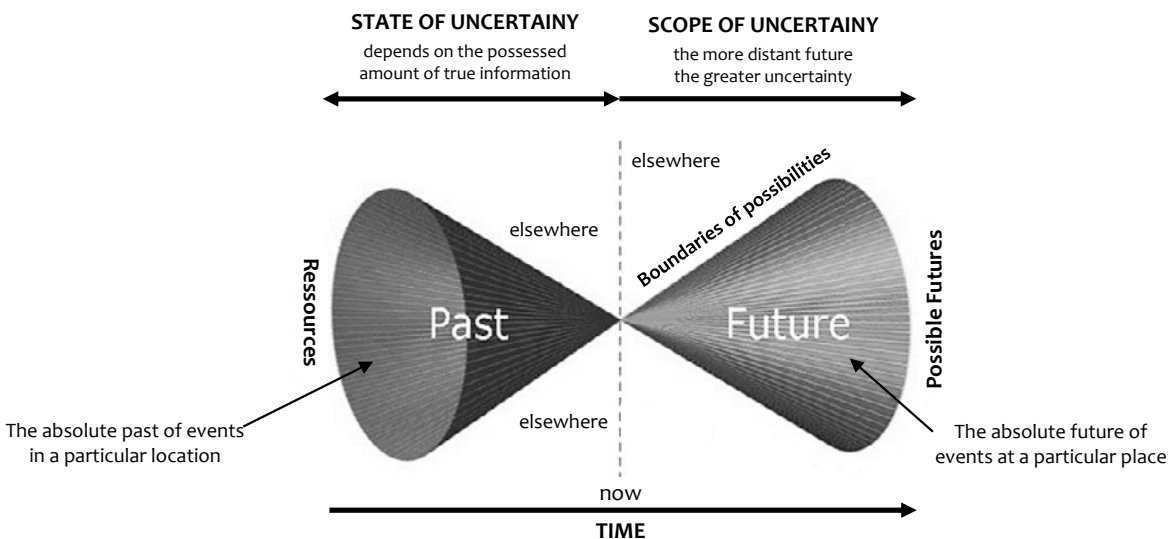 STATE OF UNCERTAINY
depends on the possessed
amount of true information
SCOPE OF UNCERTAINY
the more distant future
the greater uncertainty
elsewhere
elsewhere
Boundaries of possibilities
Ressources
Past
Future
Possible Futures
elsewhere
The absolute past of events
in a particular location
The absolute future of
events at a particular place
now
TIME